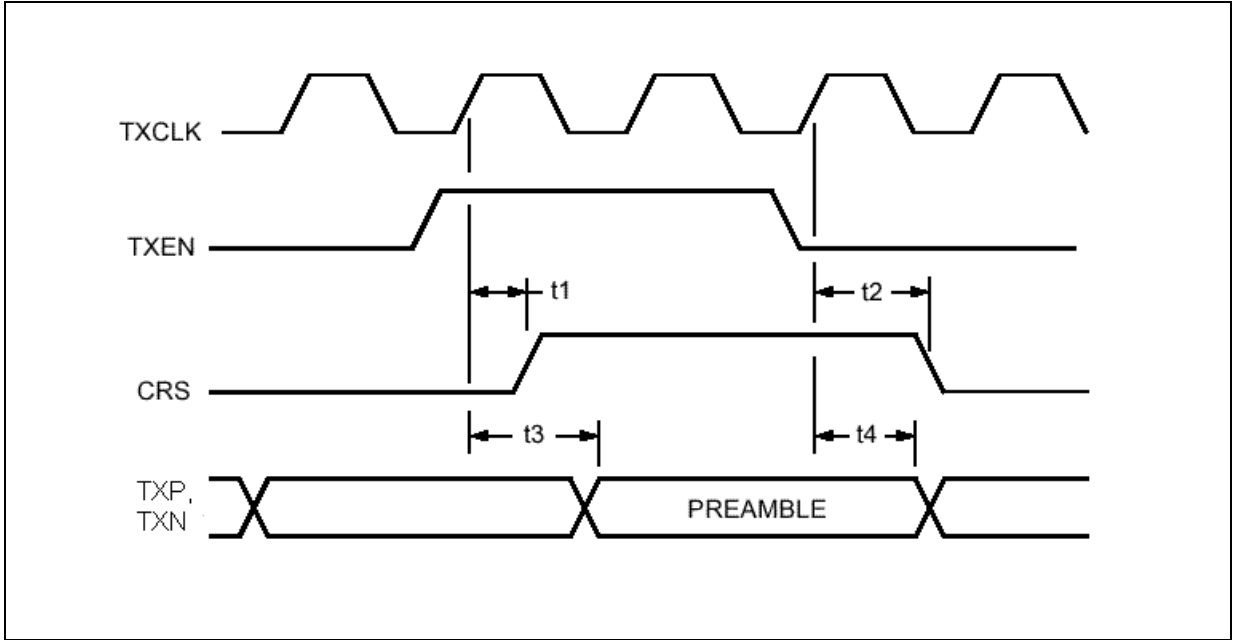 TXCLK
TXEN
t1
t2
CRS
t3
t4
TXP,
TXN
PREAMBLE